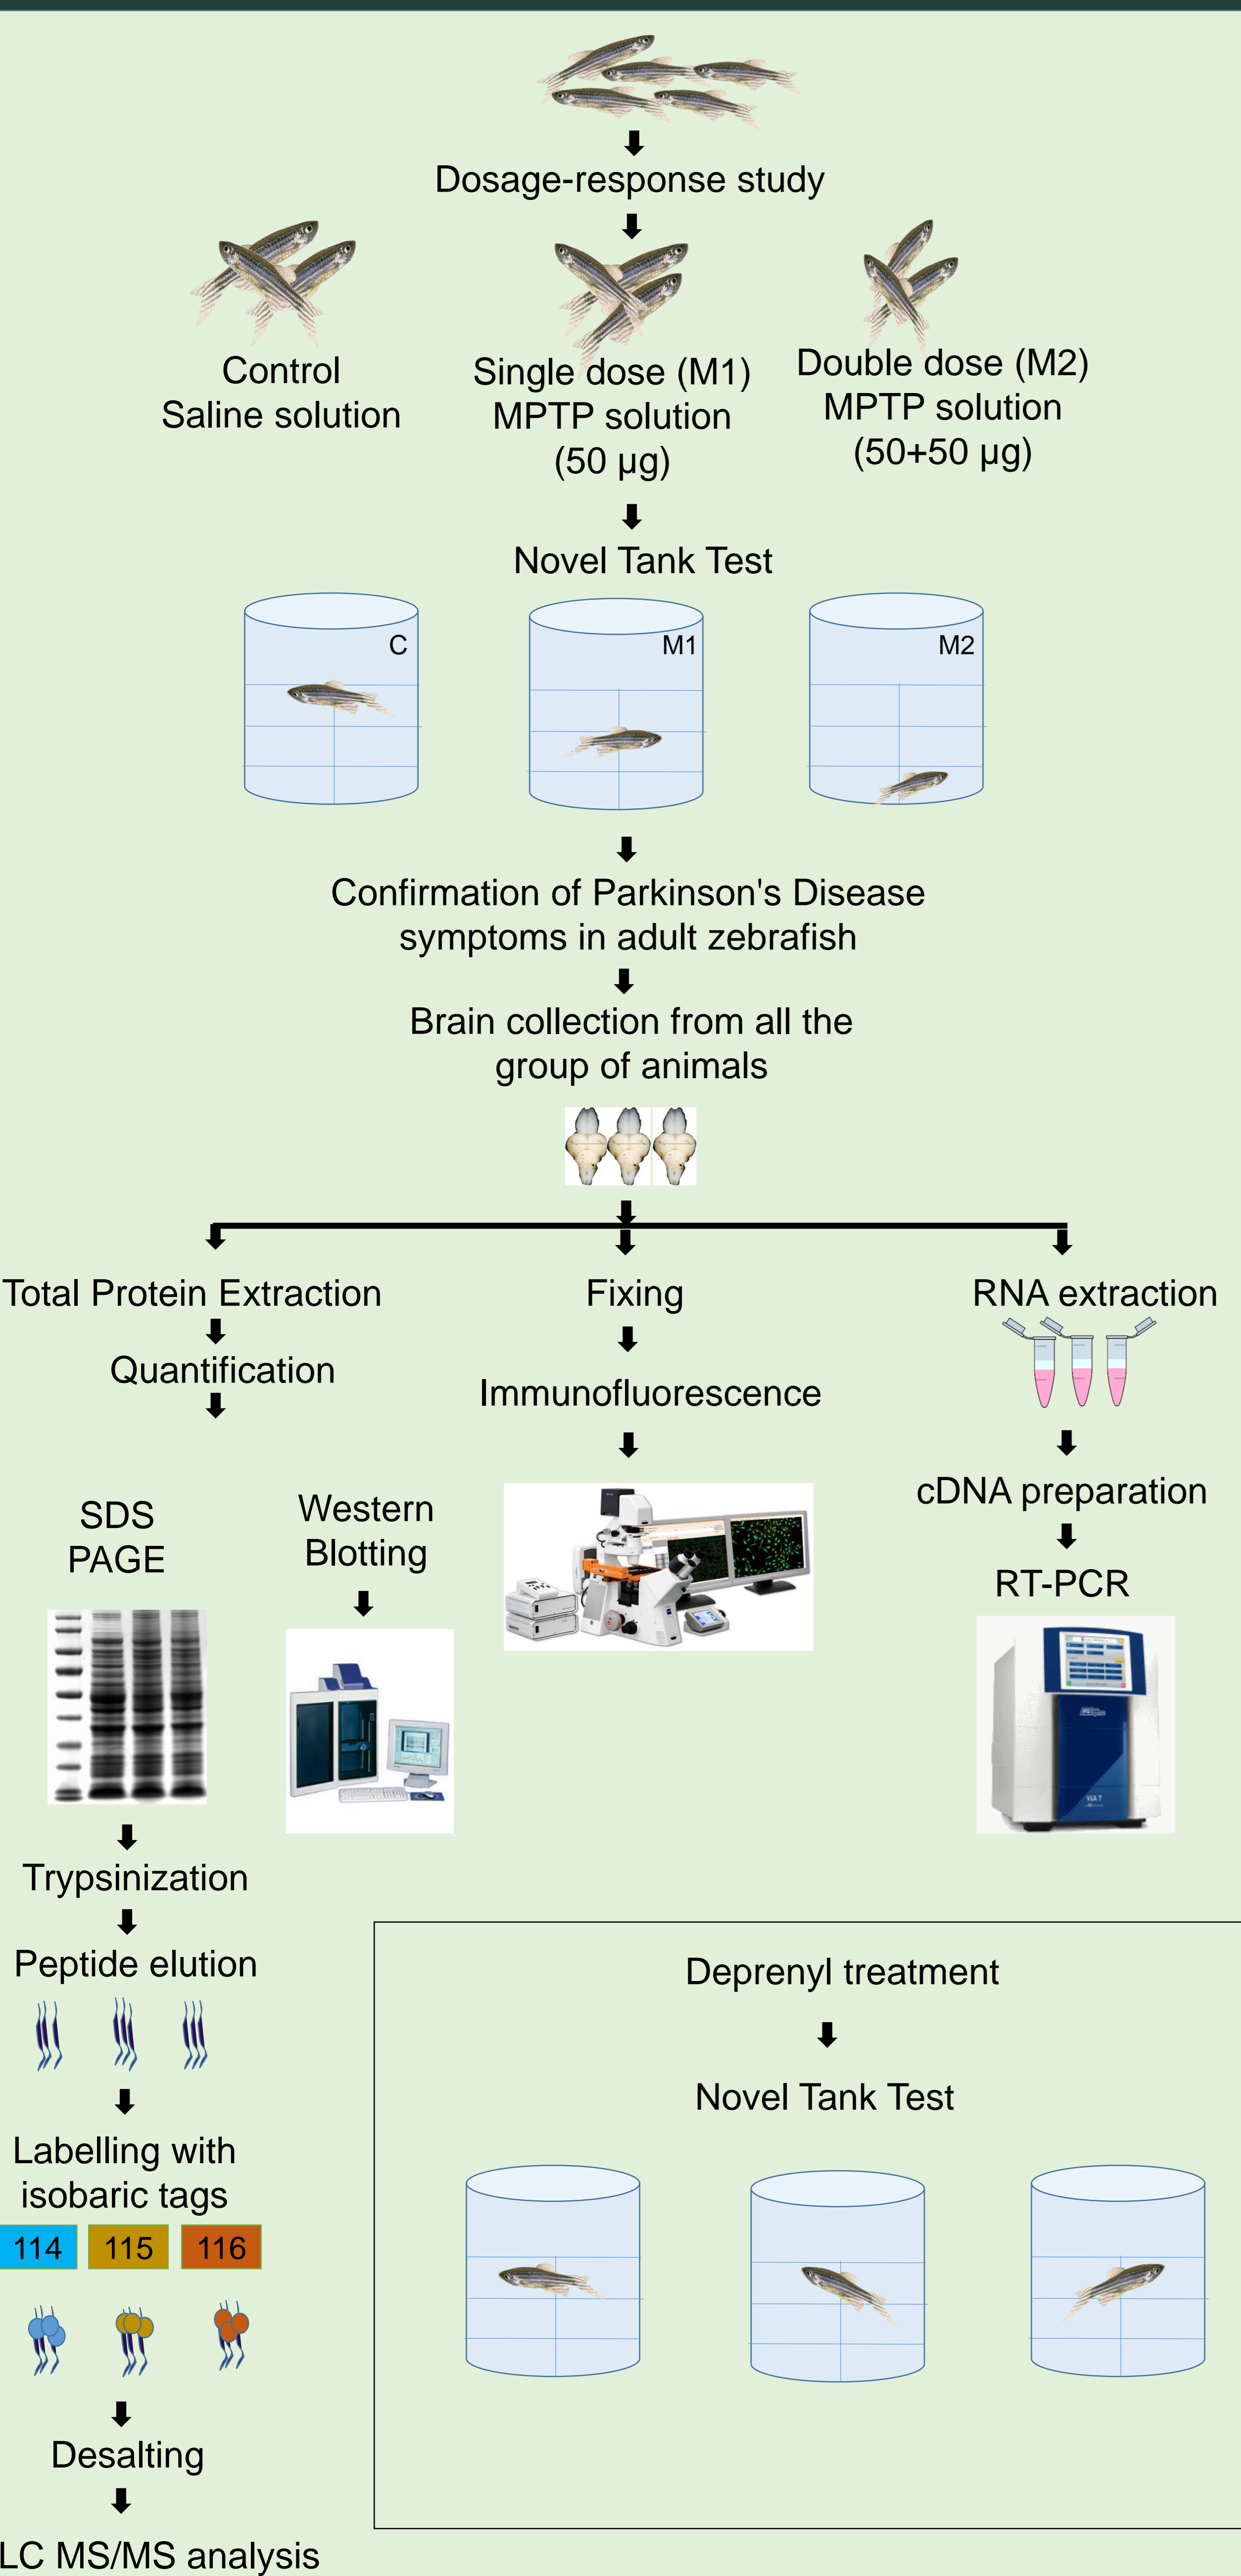 Dosage-response study
Control
Saline solution
Single dose (M1)
MPTP solution
(50 µg)
Double dose (M2)
MPTP solution
(50+50 µg)
Novel Tank Test
C
M1
M2
Confirmation of Parkinson's Disease
symptoms in adult zebrafish
Brain collection from all the
group of animals
Total Protein Extraction
Quantification
SDS
PAGE
Western
Blotting
Trypsinization
Peptide elution
Labelling with
isobaric tags
114
115
116
Desalting
LC MS/MS analysis
Fixing
Immunofluorescence
RNA extraction
cDNA preparation
RT-PCR
Deprenyl treatment
Novel Tank Test